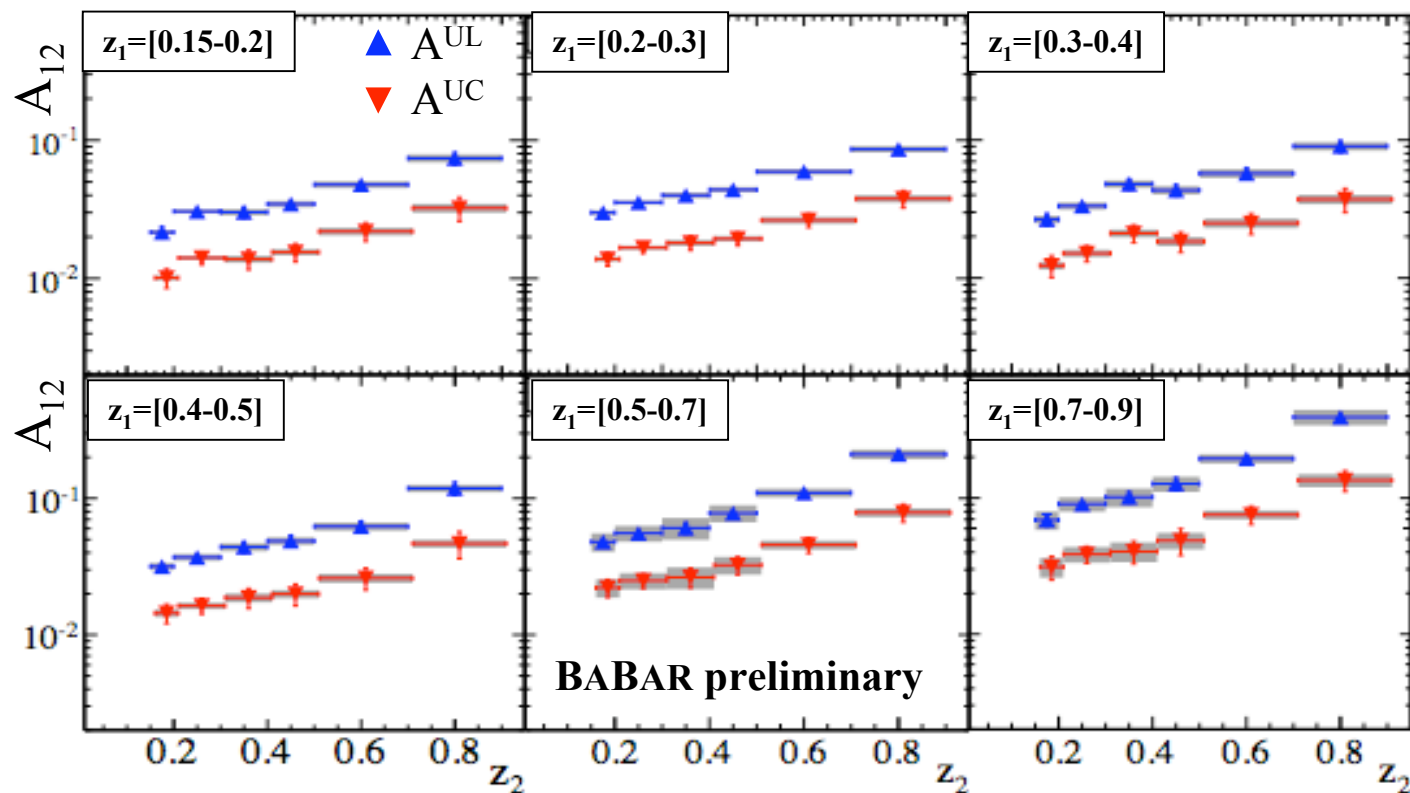 z₁=[0.15-0.2]
A^UL
A^UC
z₁=[0.2-0.3]
z₁=[0.3-0.4]
A₁₂
10⁻¹
10⁻²
z₁=[0.4-0.5]
z₁=[0.5-0.7]
z₁=[0.7-0.9]
A₁₂
10⁻¹
10⁻²
BABAR preliminary
0.2 0.4 0.6 0.8
0.2 0.4 0.6 0.8
0.2 0.4 0.6 0.8
z₂
z₂
z₂